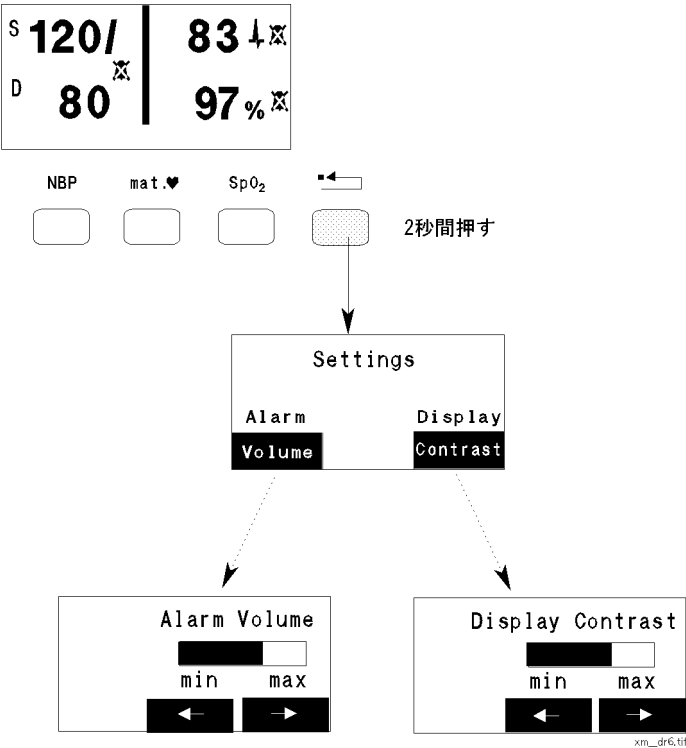 S 120/ 83
D 80 97 %
NBP mat.♥ SpO₂
2秒間押す
Settings
Alarm Display
Volume Contrast
Alarm Volume
min max
← →
Display Contrast
min max
← →
xm_dr6.tif